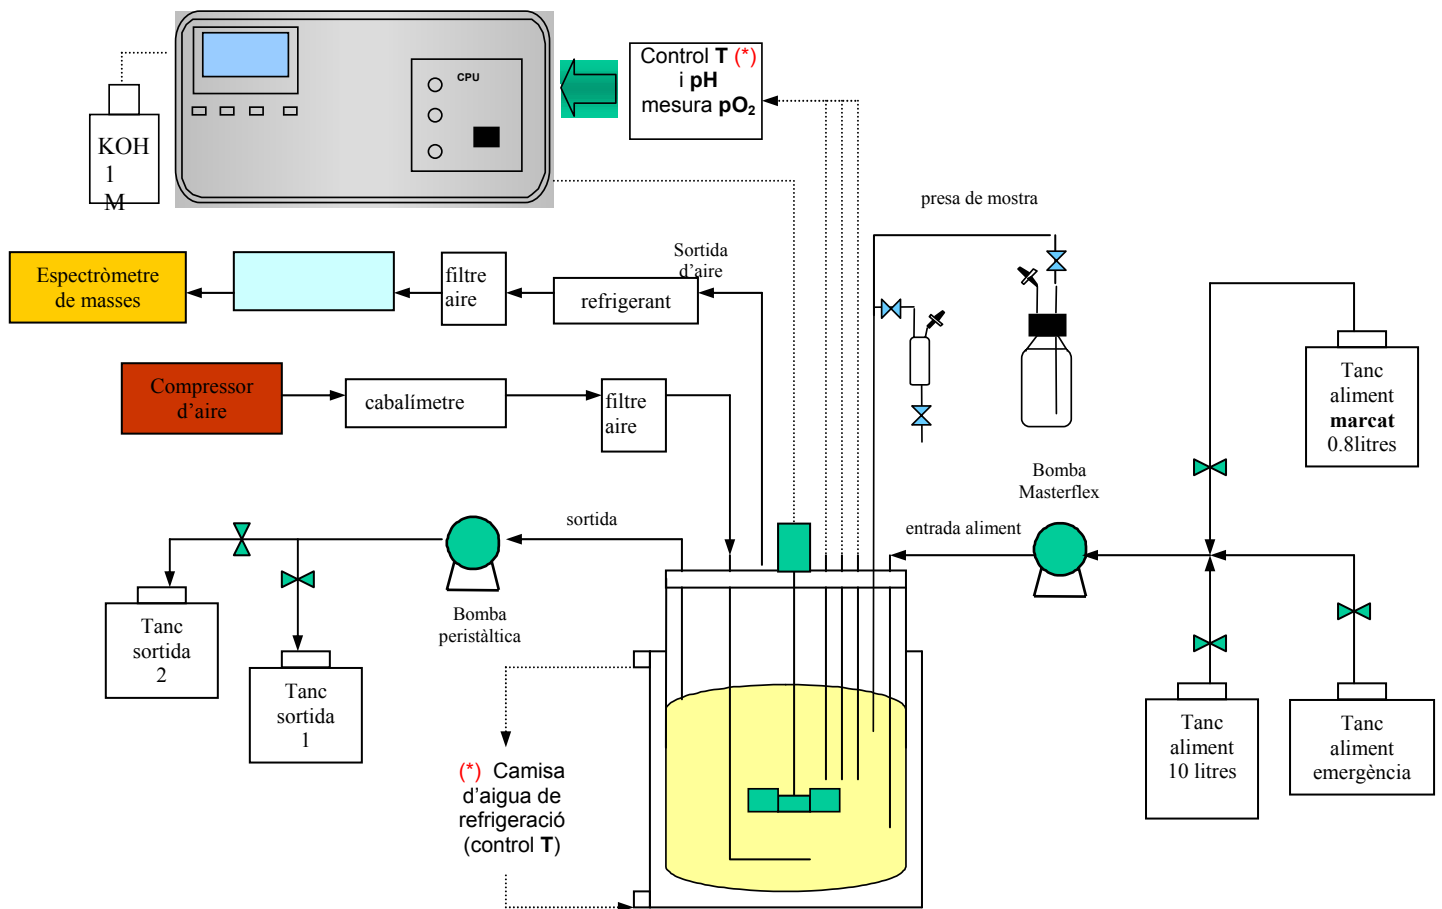 Control T (*)
i pH
mesura pO₂
CPU
KOH
1
M
presa de mostra
Sortida
d’aire
Espectròmetre
de masses
filtre
aire
refrigerant
Compressor
d’aire
cabalímetre
filtre
aire
Tanc
aliment
marcat
0.8litres
Bomba
Masterflex
entrada aliment
sortida
Bomba
peristàltica
Tanc
sortida
2
Tanc
sortida
1
Tanc
aliment
10 litres
Tanc
aliment
emergència
(*) Camisa
d’aigua de
refrigeració
(control T)